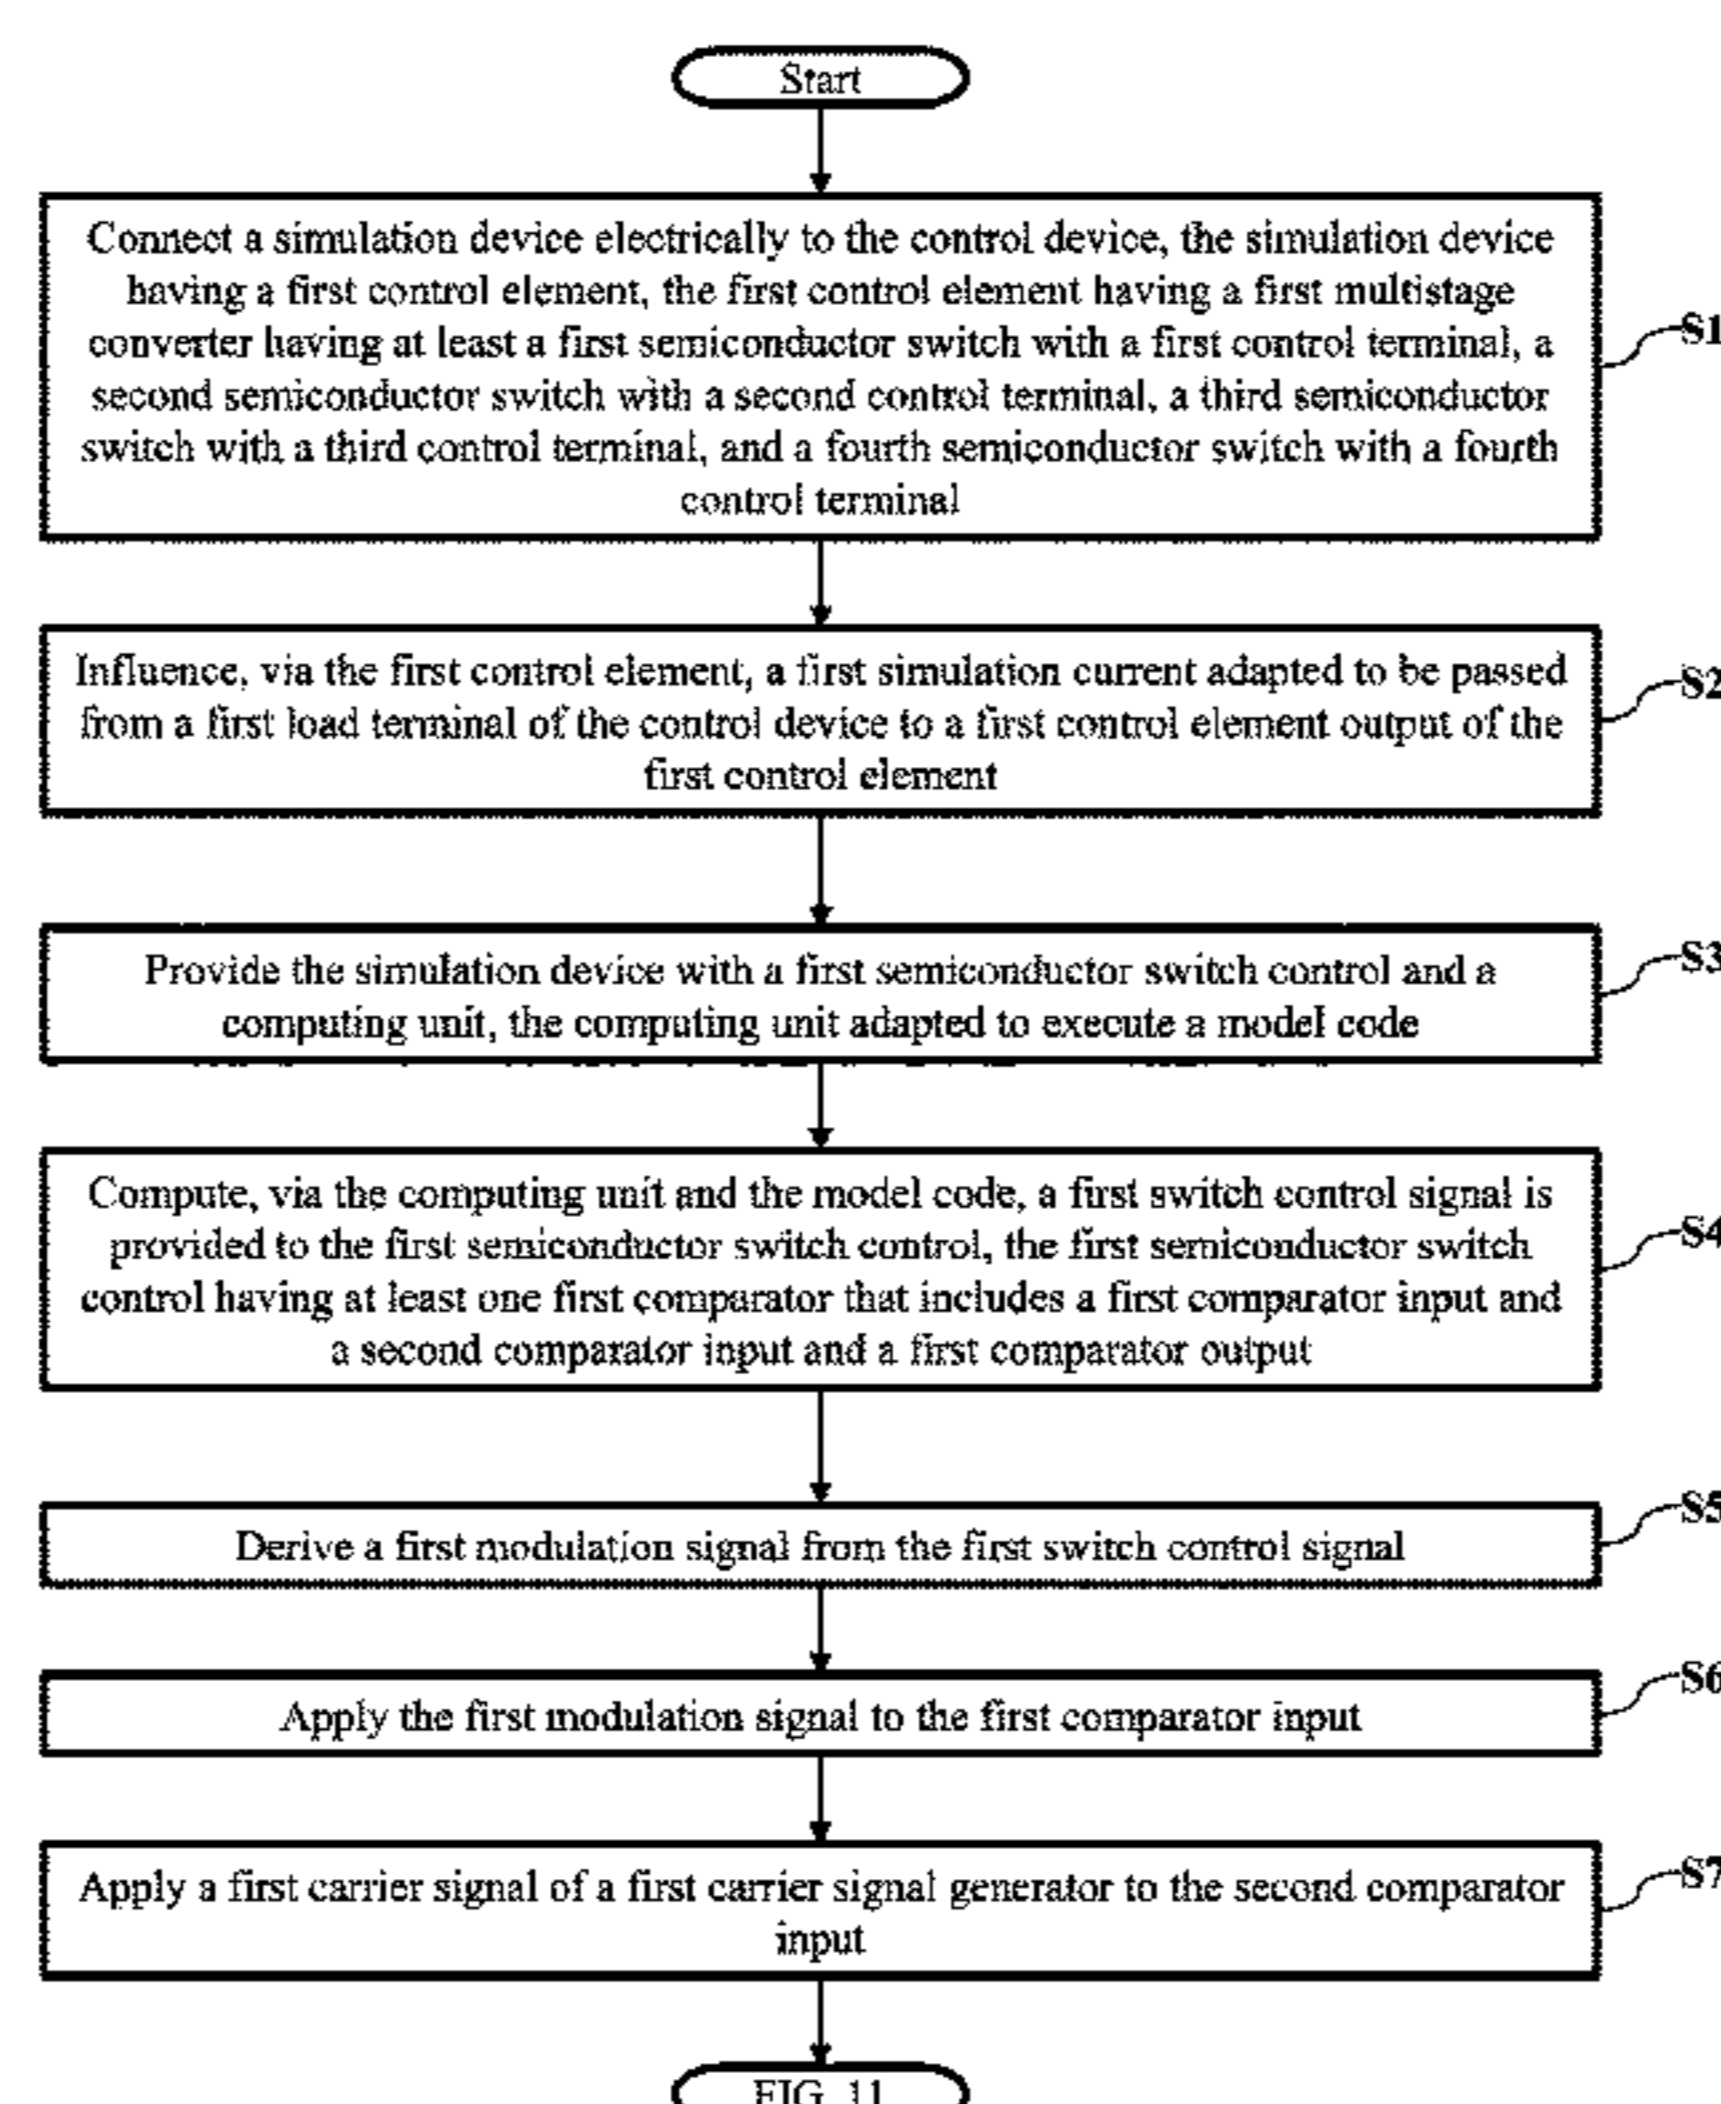 Start
Connect a simulation device electrically to the control device, the simulation device
having a first control element, the first control element having a first multistage
converter having at least a first semiconductor switch with a first control terminal, a
second semiconductor switch with a second control terminal, a third semiconductor
switch with a third control terminal, and a fourth semiconductor switch with a fourth
control terminal
S1
Influence, via the first control element, a first simulation current adapted to be passed
from a first load terminal of the control device to a first control element output of the
first control element
S2
Provide the simulation device with a first semiconductor switch control and a
computing unit, the computing unit adapted to execute a model code
S3
Compute, via the computing unit and the model code, a first switch control signal is
provided to the first semiconductor switch control, the first semiconductor switch
control having at least one first comparator that includes a first comparator input and
a second comparator input and a first comparator output
S4
Derive a first modulation signal from the first switch control signal
S5
Apply the first modulation signal to the first comparator input
S6
Apply a first carrier signal of a first carrier signal generator to the second comparator
input
S7
FIG. 11